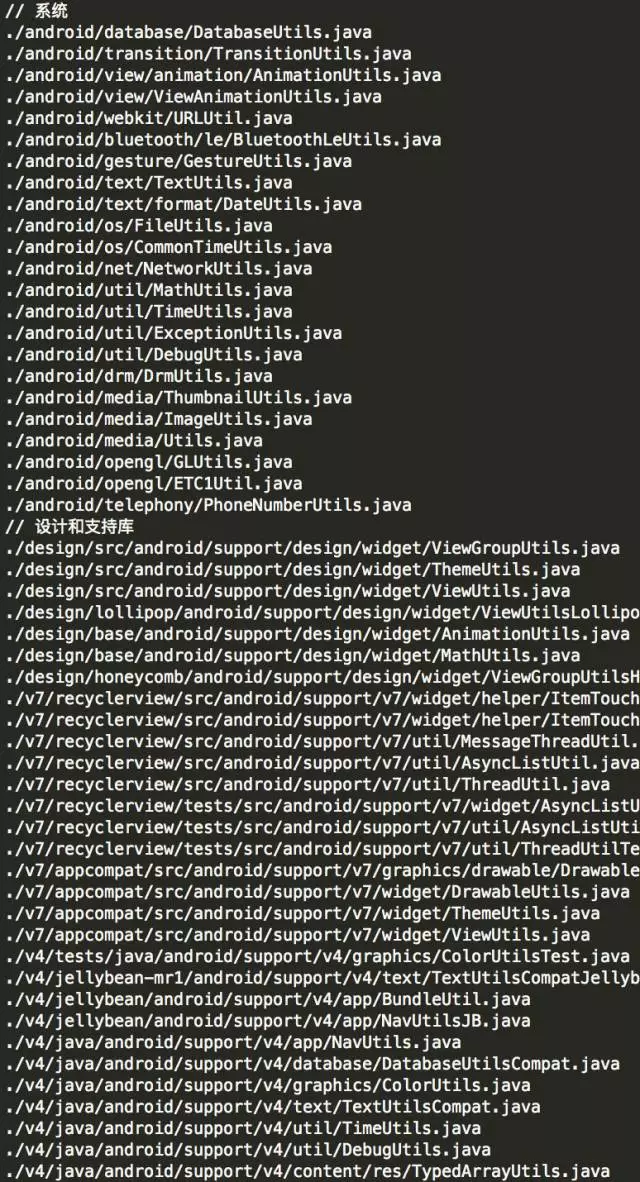 // 系统
./android/database/DatabaseUtils.java
./android/transition/TransitionUtils.java
./android/view/animation/AnimationUtils.java
./android/view/ViewAnimationUtils.java
./android/webkit/URLUtil.java
./android/bluetooth/le/BluetoothLeUtils.java
./android/gesture/GestureUtils.java
./android/text/TextUtils.java
./android/text/format/DateUtils.java
./android/os/FileUtils.java
./android/os/CommonTimeUtils.java
./android/net/NetworkUtils.java
./android/util/MathUtils.java
./android/util/TimeUtils.java
./android/util/ExceptionUtils.java
./android/util/DebugUtils.java
./android/drm/DrmUtils.java
./android/media/ThumbnailUtils.java
./android/media/ImageUtils.java
./android/media/Utils.java
./android/opengl/GLUtils.java
./android/opengl/ETC1Util.java
./android/telephony/PhoneNumberUtils.java
// 设计和支持库
./design/src/android/support/design/widget/ViewGroupUtils.java
./design/src/android/support/design/widget/ThemeUtils.java
./design/src/android/support/design/widget/ViewUtils.java
./design/lollipop/android/support/design/widget/ViewUtilsLollipo
./design/base/android/support/design/widget/AnimationUtils.java
./design/base/android/support/design/widget/MathUtils.java
./design/honeycomb/android/support/design/widget/ViewGroupUtilsH
./v7/recyclerview/src/android/support/v7/widget/helper/ItemTouch
./v7/recyclerview/src/android/support/v7/widget/helper/ItemTouch
./v7/recyclerview/src/android/support/v7/util/MessageThreadUtil.
./v7/recyclerview/src/android/support/v7/util/AsyncListUtil.java
./v7/recyclerview/src/android/support/v7/util/ThreadUtil.java
./v7/recyclerview/tests/src/android/support/v7/widget/AsyncListU
./v7/recyclerview/tests/src/android/support/v7/util/AsyncListUti
./v7/recyclerview/tests/src/android/support/v7/util/ThreadUtilTe
./v7/appcompat/src/android/support/v7/graphics/drawable/Drawable
./v7/appcompat/src/android/support/v7/widget/DrawableUtils.java
./v7/appcompat/src/android/support/v7/widget/ThemeUtils.java
./v7/appcompat/src/android/support/v7/widget/ViewUtils.java
./v4/tests/java/android/support/v4/graphics/ColorUtilsTest.java
./v4/jellybean-mr1/android/support/v4/text/TextUtilsCompatJellyb
./v4/jellybean/android/support/v4/app/BundleUtil.java
./v4/jellybean/android/support/v4/app/NavUtilsJB.java
./v4/java/android/support/v4/app/NavUtils.java
./v4/java/android/support/v4/database/DatabaseUtilsCompat.java
./v4/java/android/support/v4/graphics/ColorUtils.java
./v4/java/android/support/v4/text/TextUtilsCompat.java
./v4/java/android/support/v4/util/TimeUtils.java
./v4/java/android/support/v4/util/DebugUtils.java
./v4/java/android/support/v4/content/res/TypedArrayUtils.java